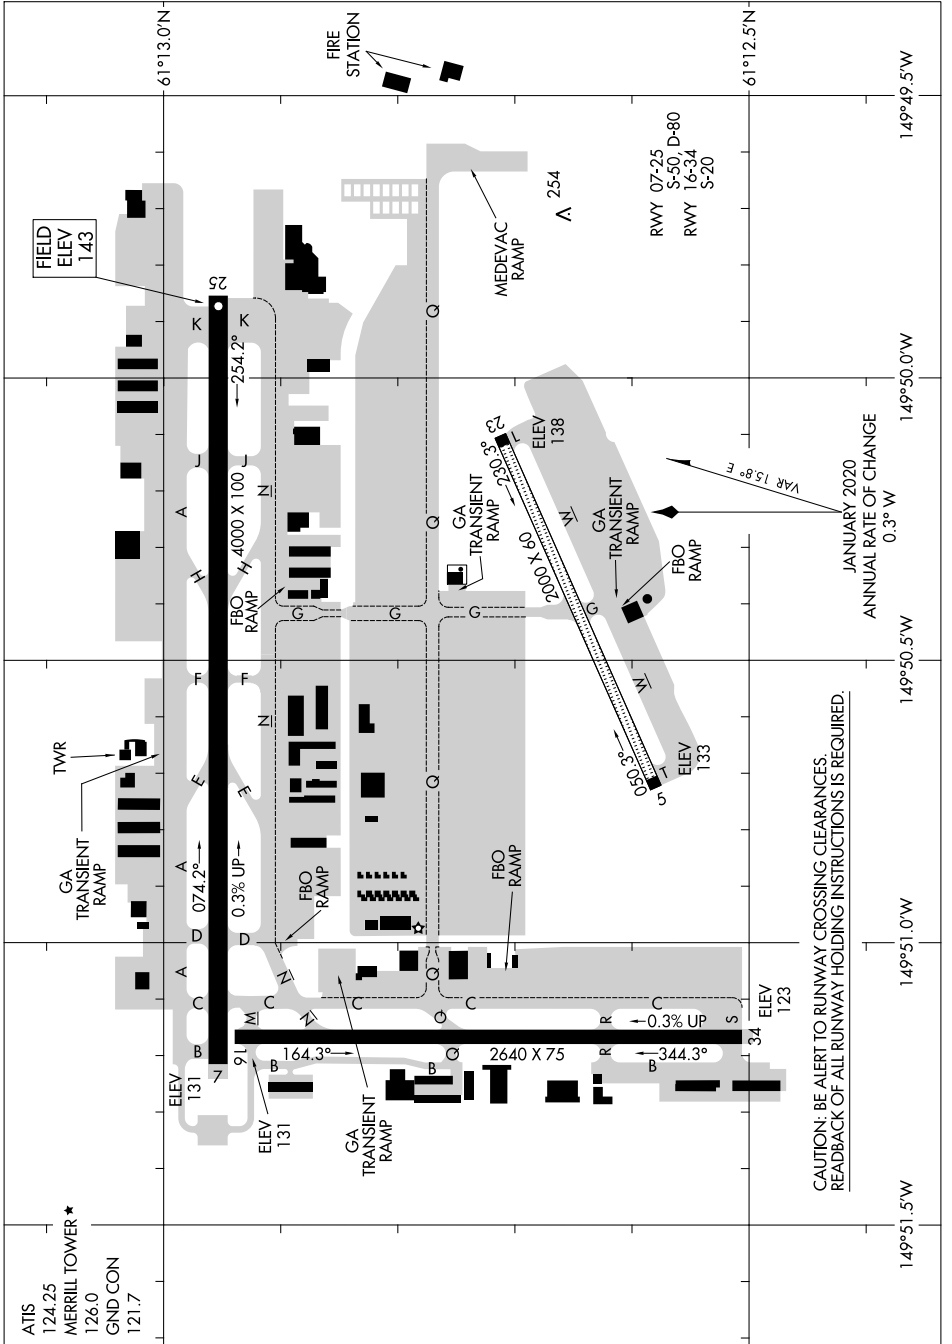 ATIS
124.25
MERRILL TOWER ★
126.0
GND CON
121.7
FIELD
ELEV
143
FIRE
STATION
61°13.0'N
61°12.5'N
TWR
GA
TRANSIENT
RAMP
A
A
A
B
C
D
E
F
H
J
K
7
25
074.2°
0.3% UP
4000 X 100
254.2°
C
D
E
F
H
J
K
ELEV
131
16
ELEV
131
B
164.3°
M
N
N
N
N
C
C
C
C
FBO
RAMP
FBO
RAMP
GA
TRANSIENT
RAMP
G
G
G
G
Q
Q
Q
Q
Q
Q
2640 X 75
R
R
B
344.3°
0.3% UP
S
34
ELEV
123
FBO
RAMP
GA
TRANSIENT
RAMP
MEDEVAC
RAMP
254
5
050.3°
2000 X 60
230.3°
23
1
1
ELEV
133
ELEV
138
W
W
GA
TRANSIENT
RAMP
FBO
RAMP
RWY 07-25
S-50, D-80
RWY 16-34
S-20
VAR 15.8° E
JANUARY 2020
ANNUAL RATE OF CHANGE
0.3° W
CAUTION: BE ALERT TO RUNWAY CROSSING CLEARANCES.
READBACK OF ALL RUNWAY HOLDING INSTRUCTIONS IS REQUIRED.
149°51.5'W
149°51.0'W
149°50.5'W
149°50.0'W
149°49.5'W